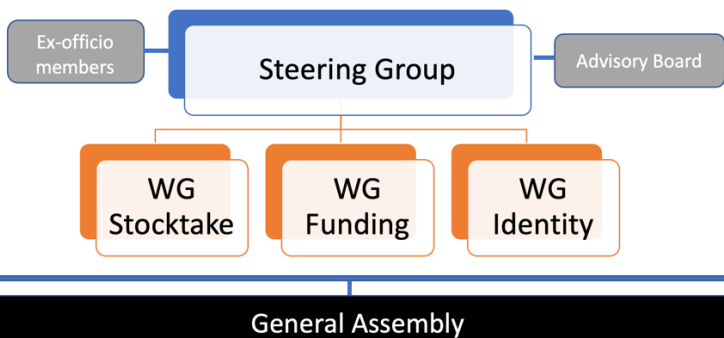 Ex-officio
members
Steering Group
Advisory Board
WG
Stocktake
WG
Funding
WG
Identity
General Assembly